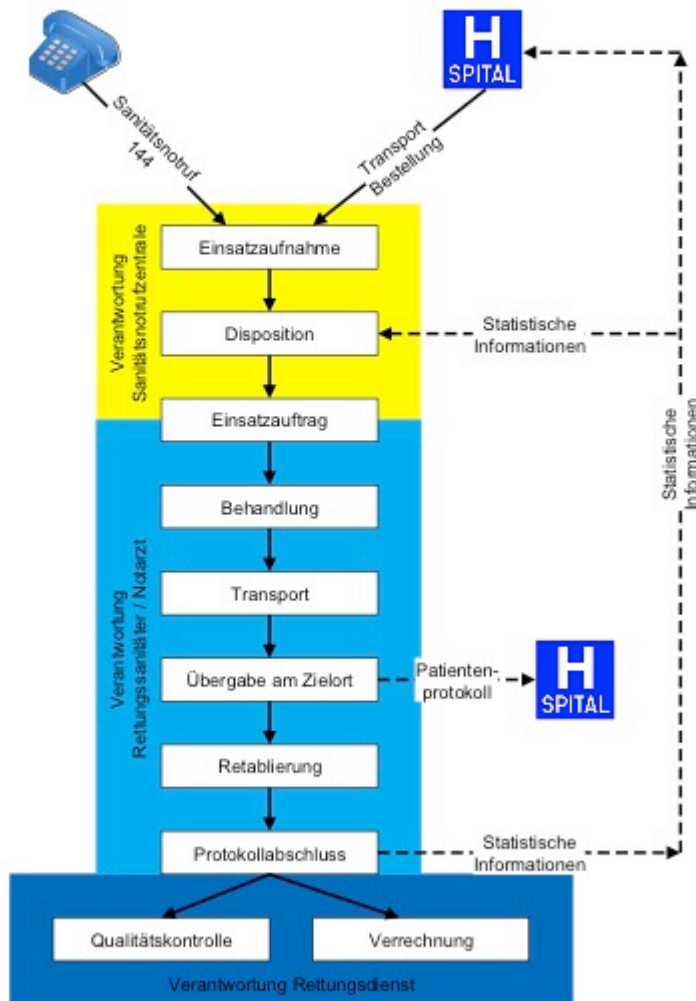 H
SPITAL
Sanitätsnotruf
144
Transport
Bestellung
Verantwortung
Sanitätsnotrufzentrale
Einsatzaufnahme
Disposition
Statistische
Informationen
Einsatzauftrag
Statistische
Informationen
Verantwortung
Rettungssanitäter / Notarzt
Behandlung
Transport
Übergabe am Zielort
Patienten-
protokoll
H
SPITAL
Retablierung
Protokollabschluss
Statistische
Informationen
Qualitätskontrolle
Verrechnung
Verantwortung Rettungsdienst